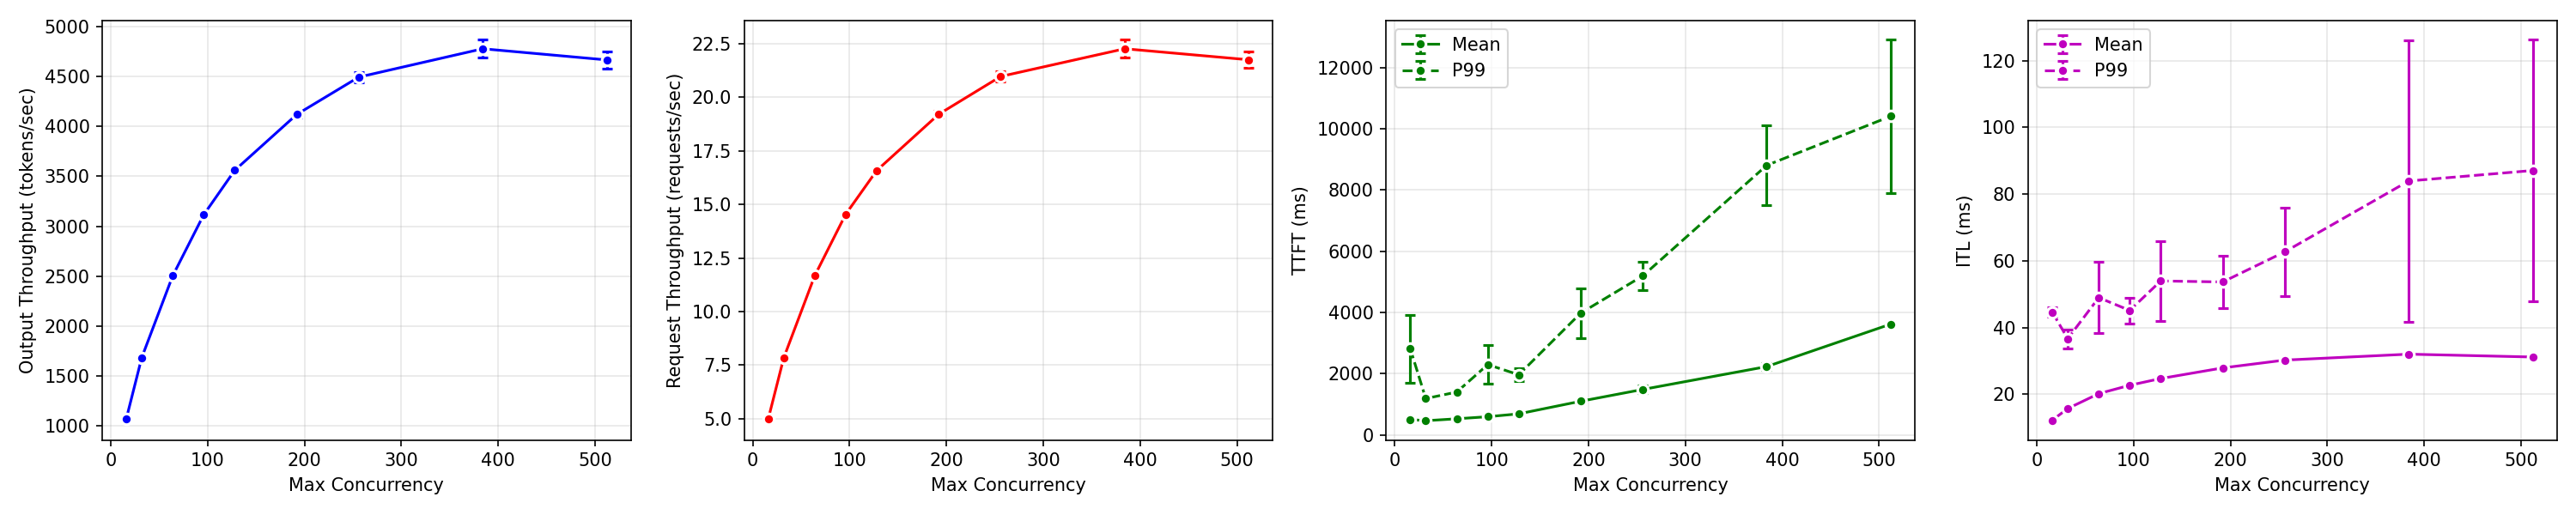 5000
4500
4000
3500
3000
2500
2000
1500
1000
Output Throughput (tokens/sec)
0 100 200 300 400 500
Max Concurrency
22.5
20.0
17.5
15.0
12.5
10.0
7.5
5.0
Request Throughput (requests/sec)
0 100 200 300 400 500
Max Concurrency
Mean
P99
12000
10000
8000
6000
4000
2000
0
TTFT (ms)
0 100 200 300 400 500
Max Concurrency
Mean
P99
120
100
80
60
40
20
ITL (ms)
0 100 200 300 400 500
Max Concurrency